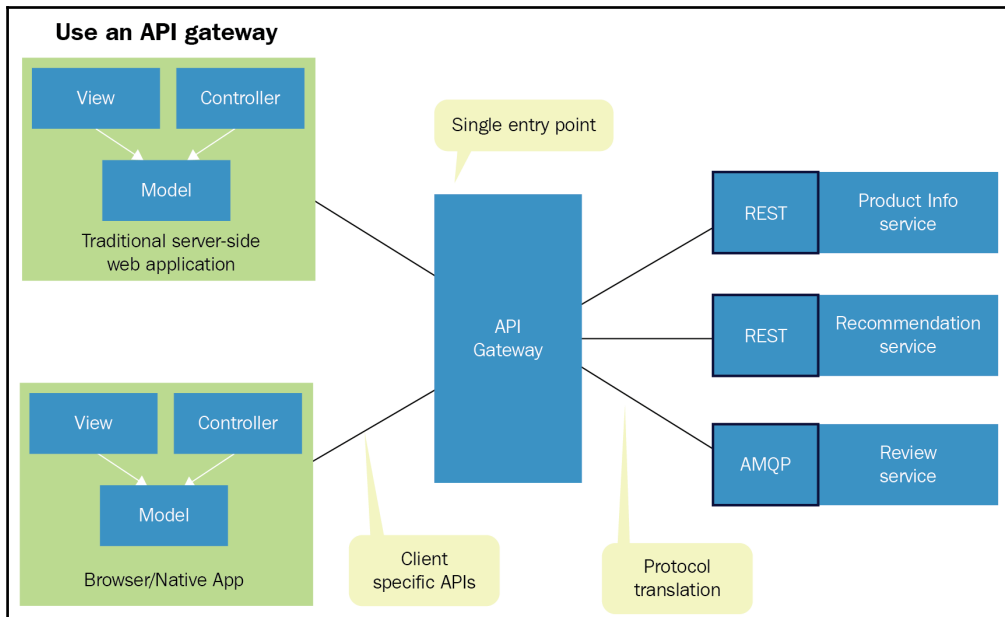 Use an API gateway
View
Controller
Model
Traditional server-side
web application
View
Controller
Model
Browser/Native App
Single entry point
API
Gateway
Client
specific APIs
Protocol
translation
REST
Product Info
service
REST
Recommendation
service
AMQP
Review
service